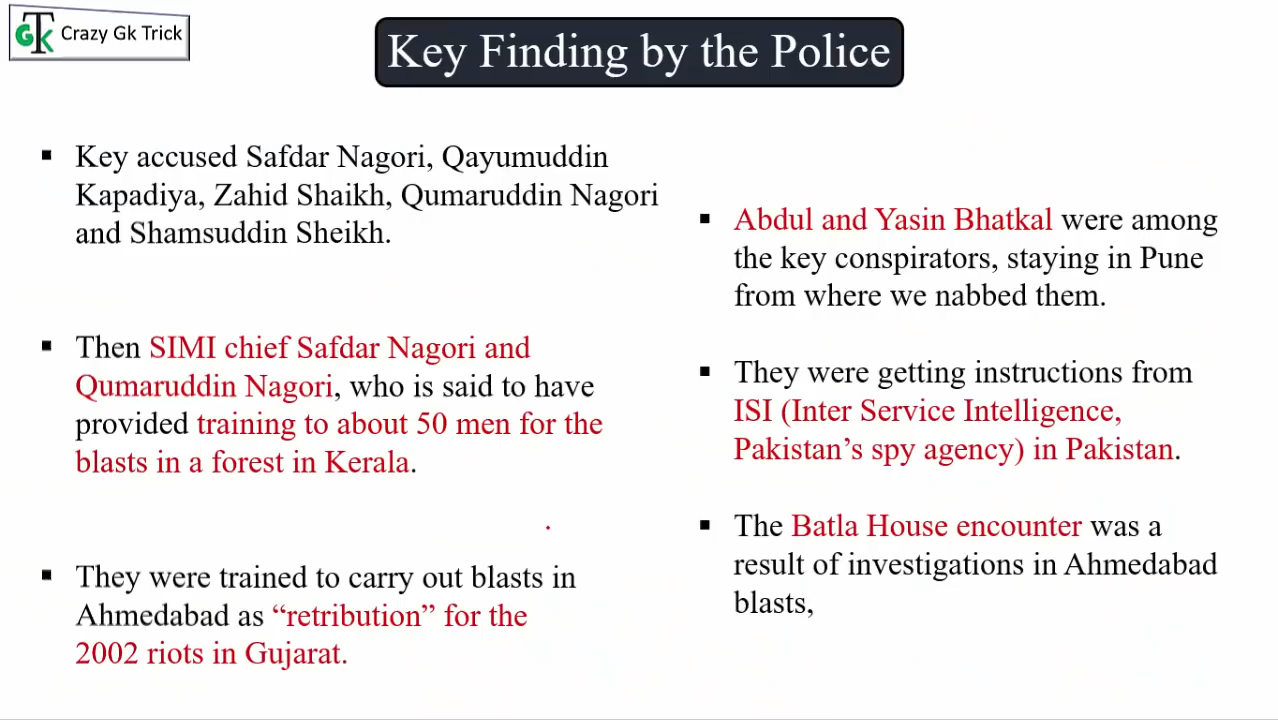 GTK Crazy Gk Trick
Key Finding by the Police
▪ Key accused Safdar Nagori, Qayumuddin
Kapadiya, Zahid Shaikh, Qumaruddin Nagori
and Shamsuddin Sheikh.
▪ Then SIMI chief Safdar Nagori and
Qumaruddin Nagori, who is said to have
provided training to about 50 men for the
blasts in a forest in Kerala.
▪ They were trained to carry out blasts in
Ahmedabad as “retribution” for the
2002 riots in Gujarat.
▪ Abdul and Yasin Bhatkal were among
the key conspirators, staying in Pune
from where we nabbed them.
▪ They were getting instructions from
ISI (Inter Service Intelligence,
Pakistan’s spy agency) in Pakistan.
▪ The Batla House encounter was a
result of investigations in Ahmedabad
blasts,